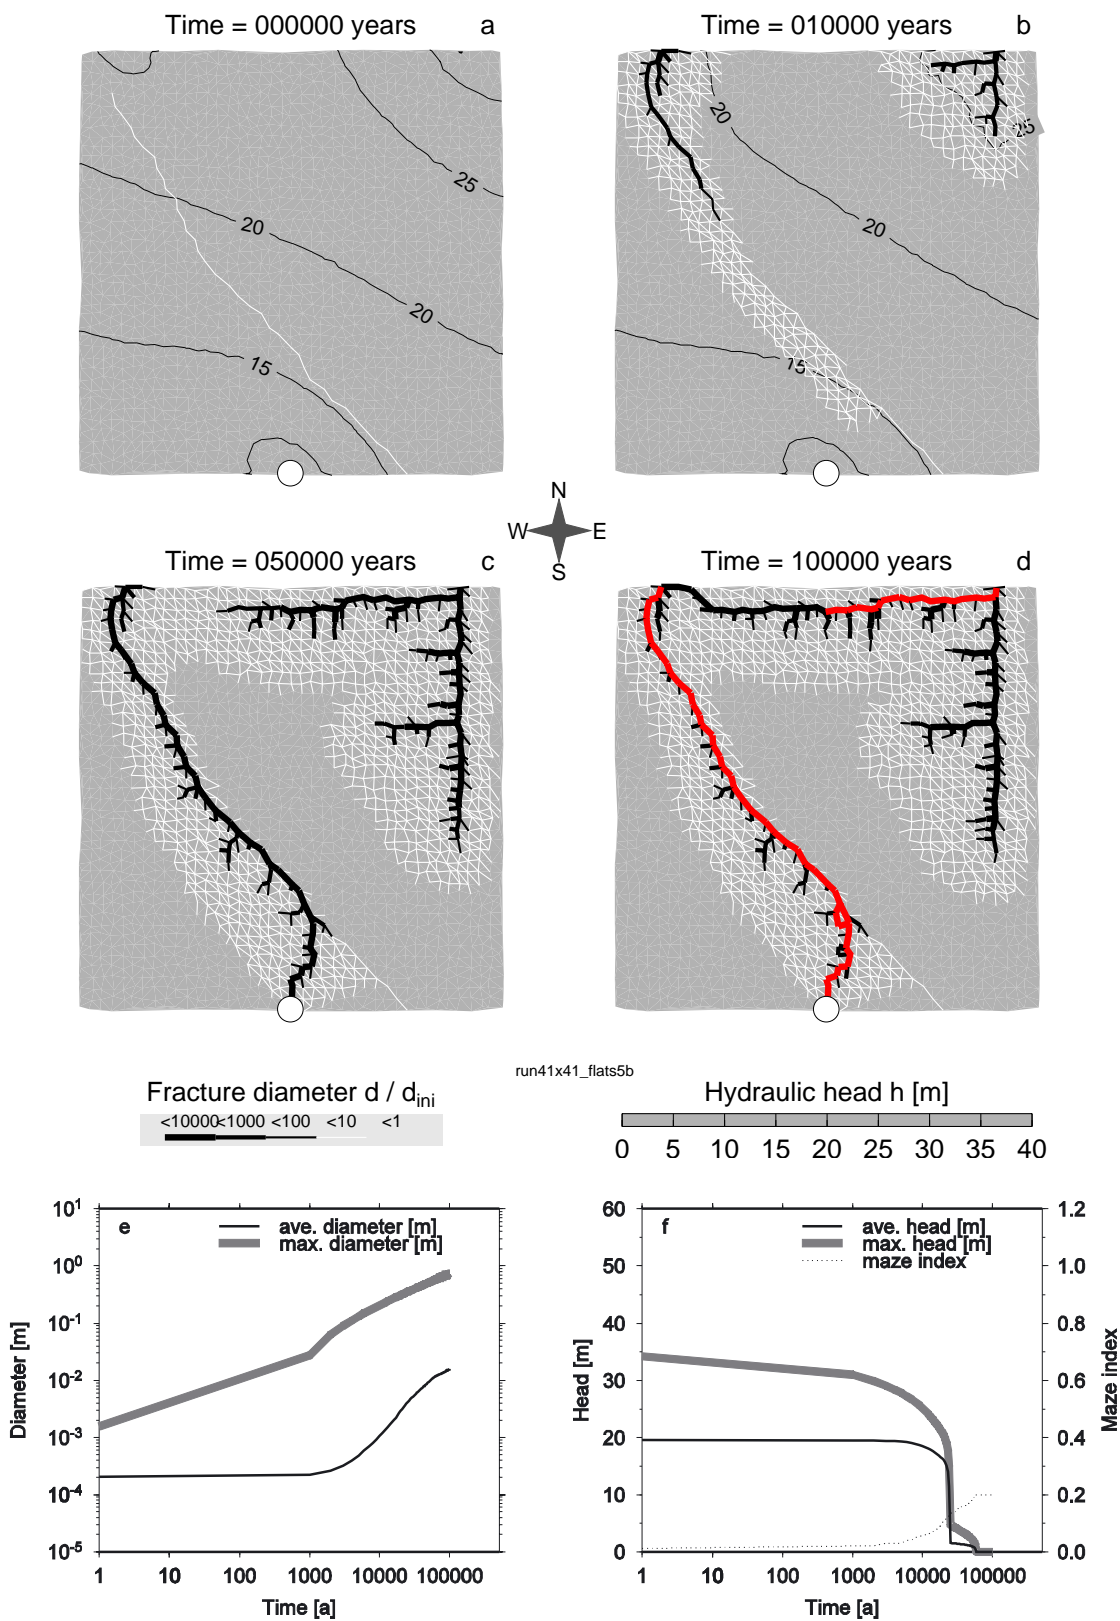 Time = 000000 years a
Time = 010000 years b
25
20
20
15
20
25
20
15
N
W E
S
Time = 050000 years c
Time = 100000 years d
run41x41_flats5b
Fracture diameter d / dini
<10000 <1000 <100 <10 <1
Hydraulic head h [m]
0 5 10 15 20 25 30 35 40
e
ave. diameter [m]
max. diameter [m]
10^1
10^0
10^-1
10^-2
10^-3
10^-4
10^-5
Diameter [m]
1 10 100 1000 10000 100000
Time [a]
f
ave. head [m]
max. head [m]
maze index
60
50
40
30
20
10
0
Head [m]
1.2
1.0
0.8
0.6
0.4
0.2
0.0
Maze index
1 10 100 1000 10000 100000
Time [a]